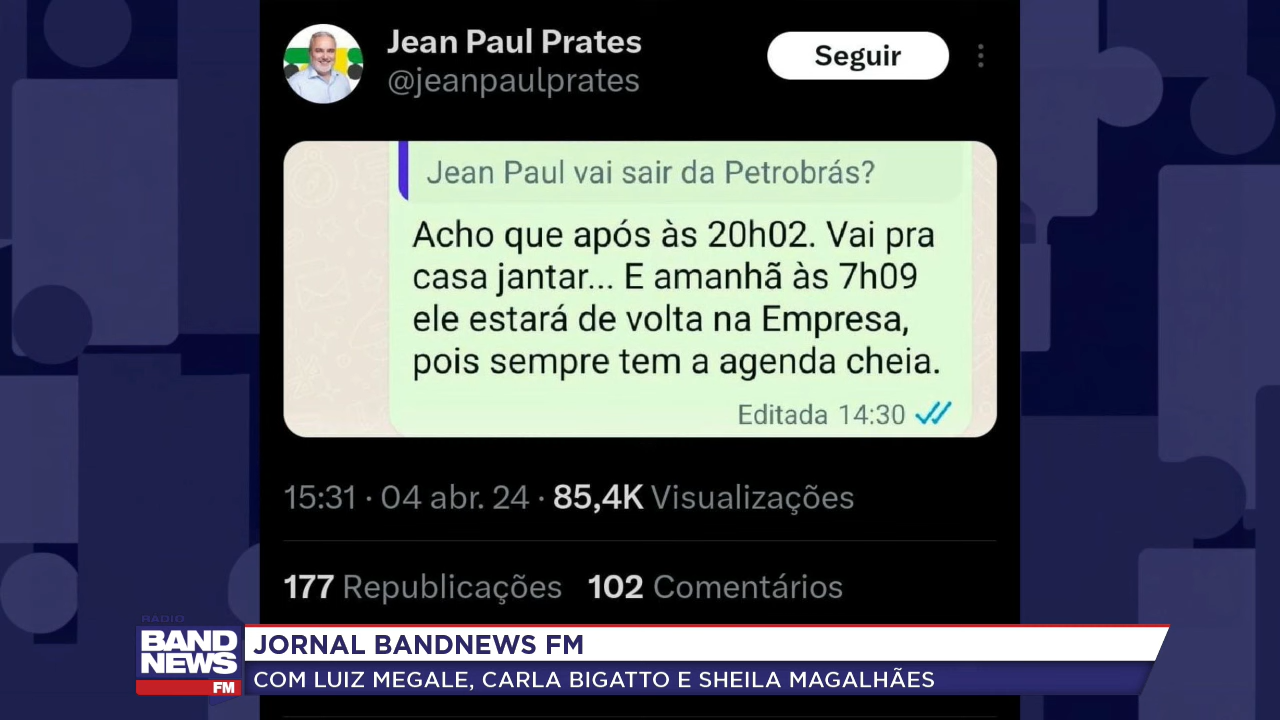 Jean Paul Prates
@jeanpaulprates
Seguir
Jean Paul vai sair da Petrobrás?
Acho que após às 20h02. Vai pra
casa jantar... E amanhã às 7h09
ele estará de volta na Empresa,
pois sempre tem a agenda cheia.
Editada 14:30
15:31 · 04 abr. 24 · 85,4K Visualizações
177 Republicações 102 Comentários
RÁDIO
BAND
NEWS
FM
JORNAL BANDNEWS FM
COM LUIZ MEGALE, CARLA BIGATTO E SHEILA MAGALHÃES